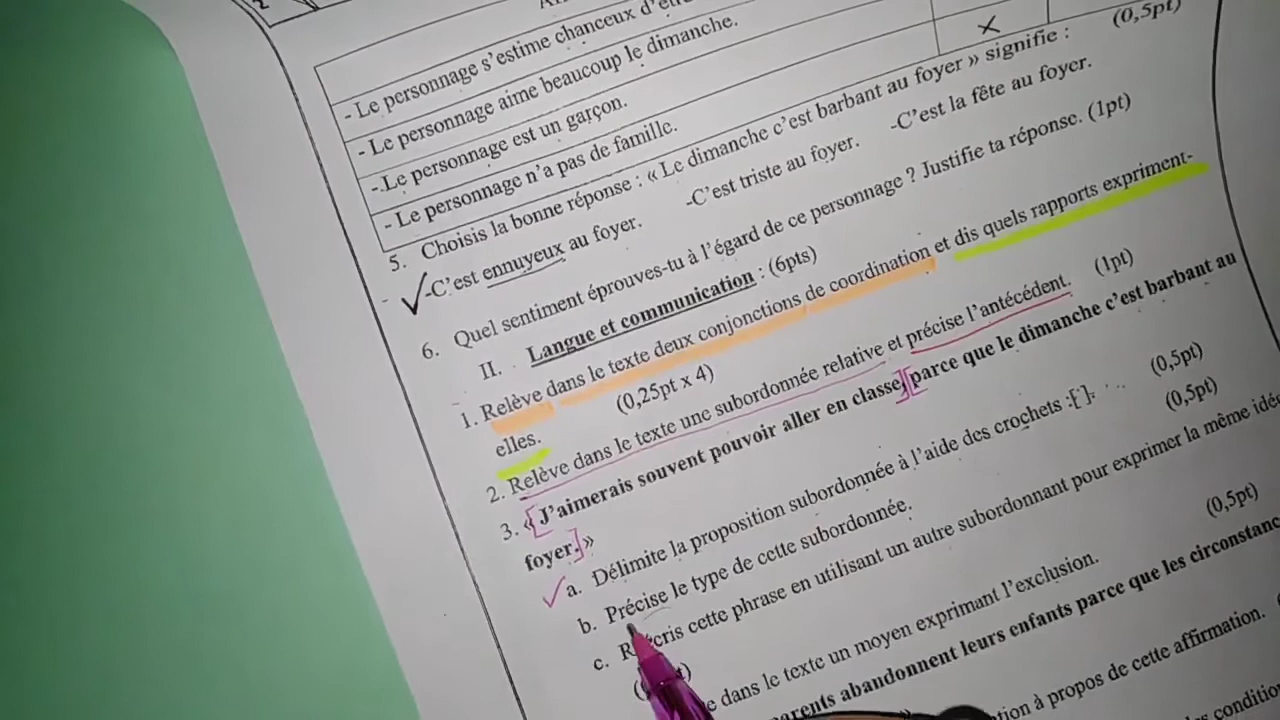 - Le personnage s'estime chanceux d'
- Le personnage aime beaucoup le dimanche.
- Le personnage est un garçon.
- Le personnage n'a pas de famille.
5. Choisis la bonne réponse : « Le dimanche c'est barbant au foyer » signifie : (0,5pt)
-C'est ennuyeux au foyer. -C'est triste au foyer. -C'est la fête au foyer.
6. Quel sentiment éprouves-tu à l'égard de ce personnage ? Justifie ta réponse. (1pt)
II. Langue et communication : (6pts)
1. Relève dans le texte deux conjonctions de coordination et dis quels rapports expriment-
elles. (0,25pt x 4)
2. Relève dans le texte une subordonnée relative et précise l'antécédent. (1pt)
3. « [J'aimerais souvent pouvoir aller en classe,][parce que le dimanche c'est barbant au
foyer.] »
a. Délimite la proposition subordonnée à l'aide des crochets :[ ]. (0,5pt)
b. Précise le type de cette subordonnée. (0,5pt)
c. cette phrase en utilisant un autre subordonnant pour exprimer la même
(0,5pt)
dans le texte un moyen exprimant l'exclusion.
abandonnent leurs enfants parce que les
à propos de cette affirmation.